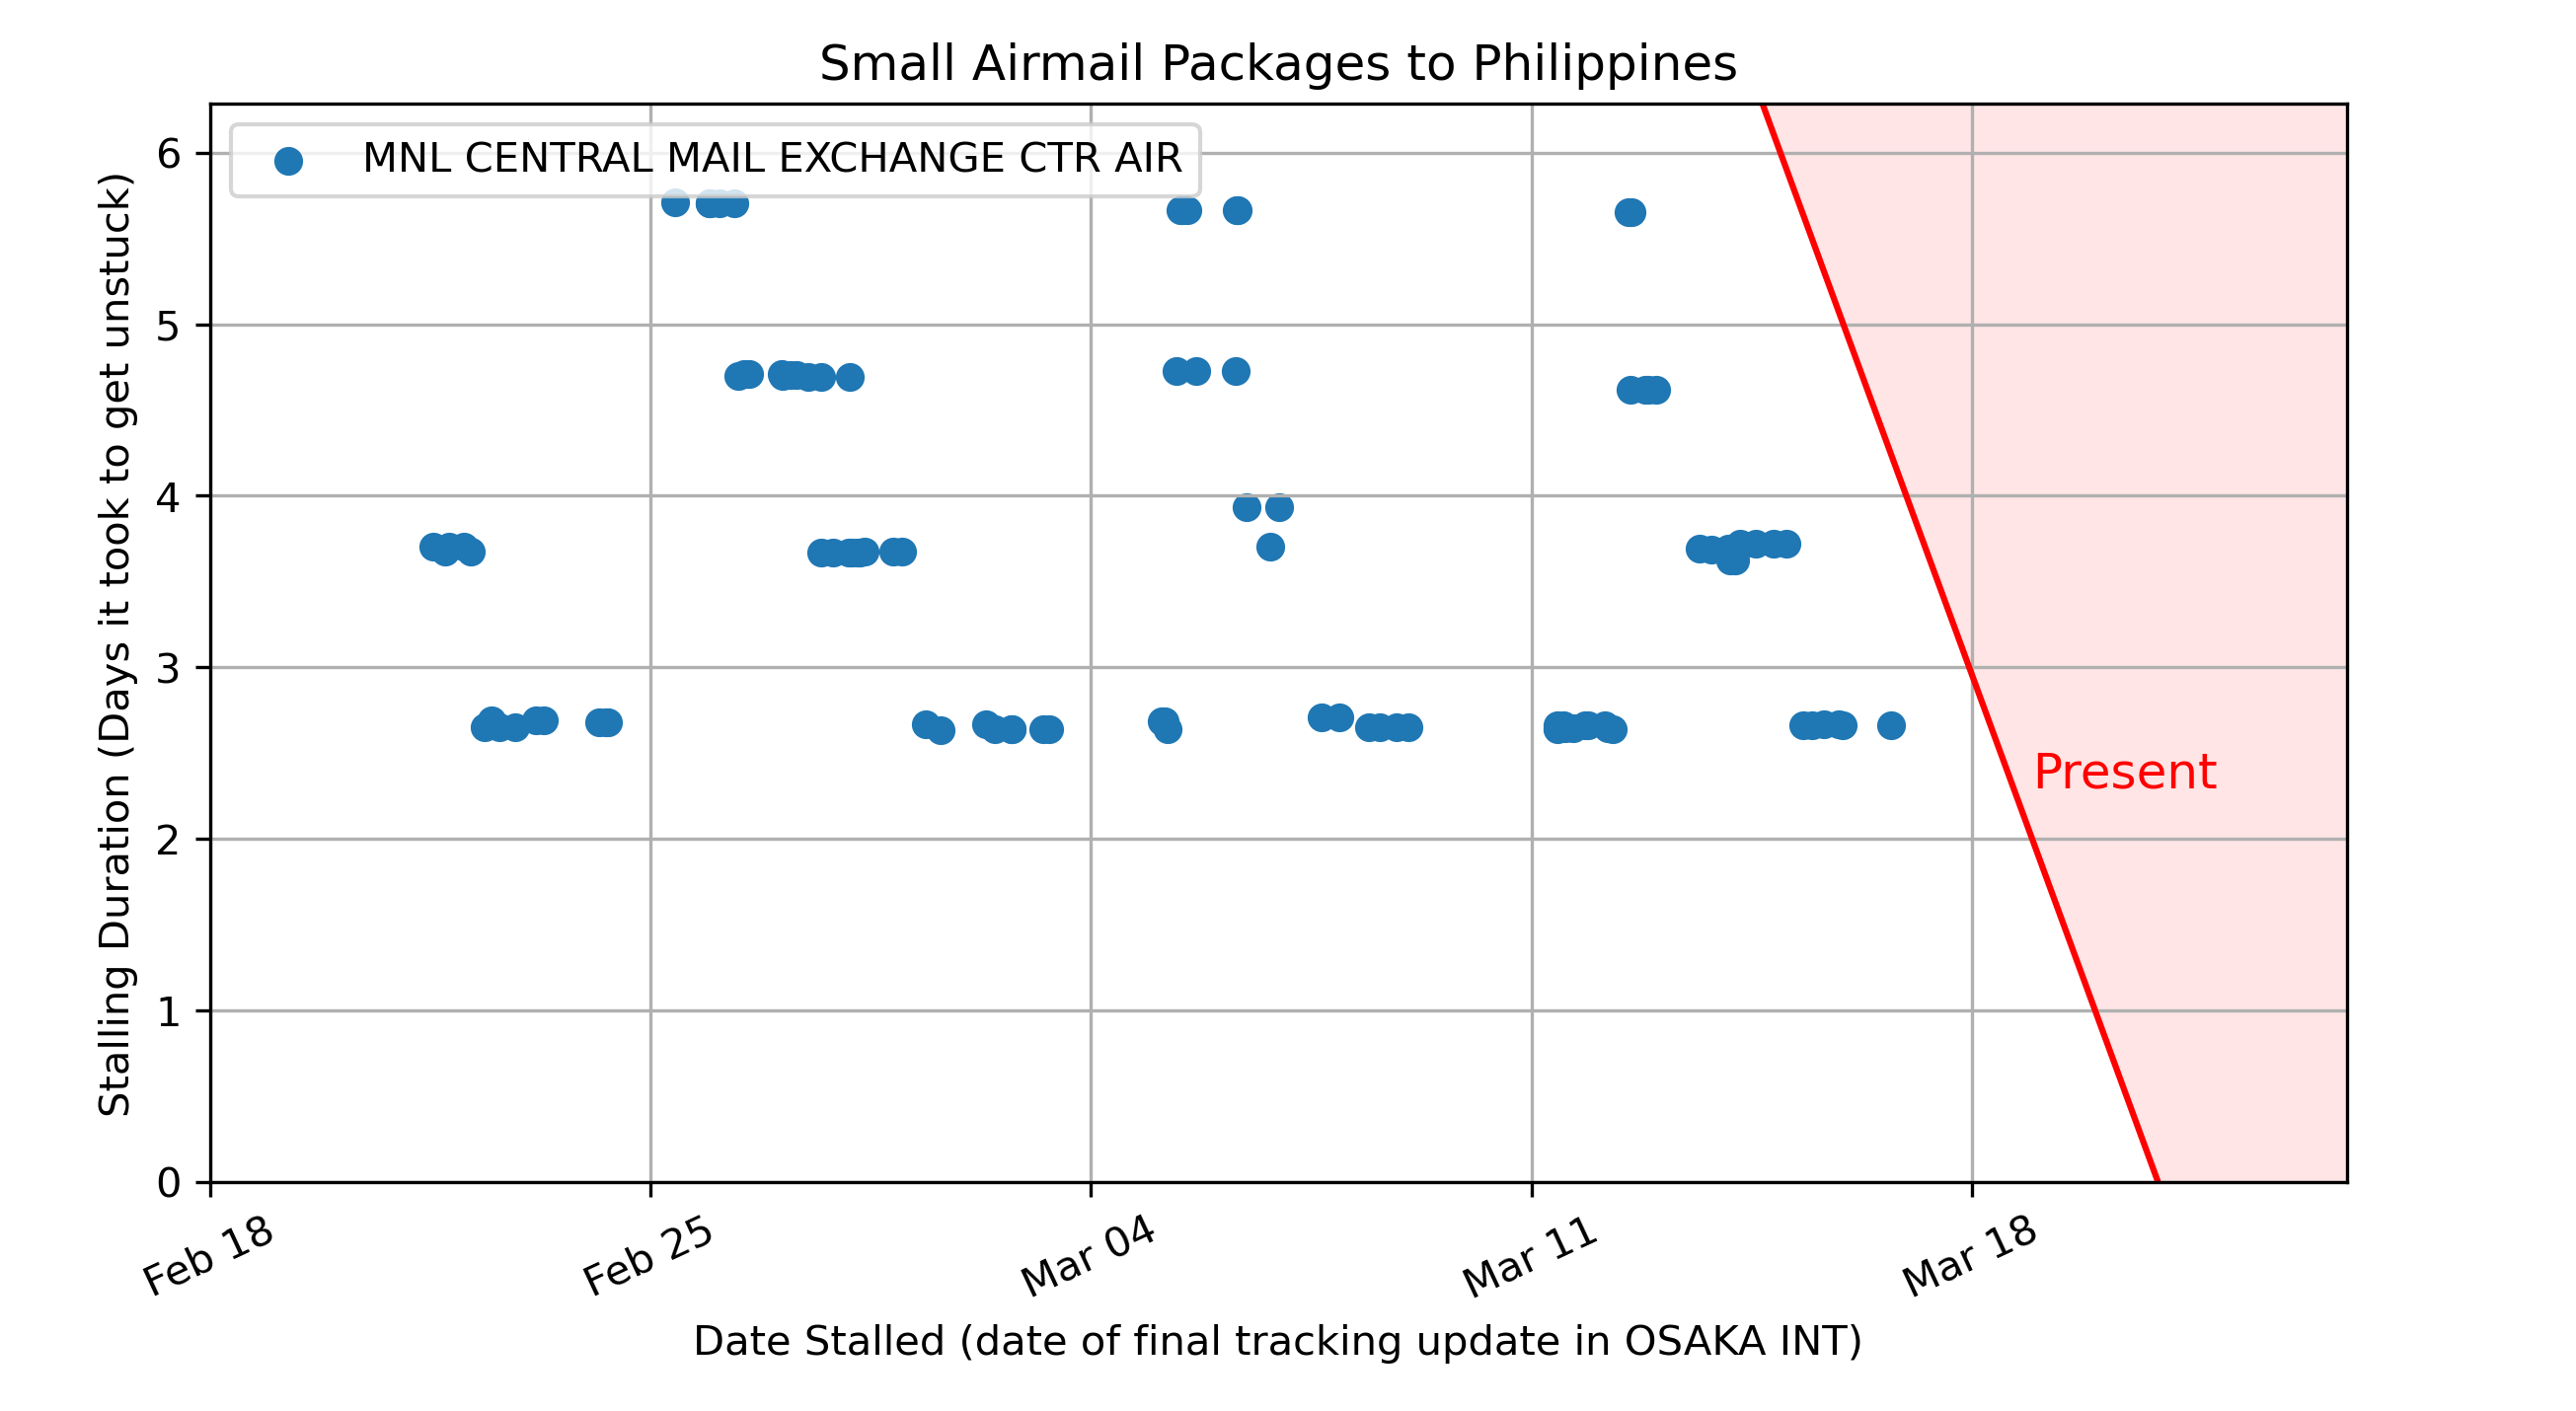 Small Airmail Packages to Philippines
MNL CENTRAL MAIL EXCHANGE CTR AIR
Stalling Duration (Days it took to get unstuck)
6
5
4
3
2
1
0
Present
Feb 18
Feb 25
Mar 04
Mar 11
Mar 18
Date Stalled (date of final tracking update in OSAKA INT)